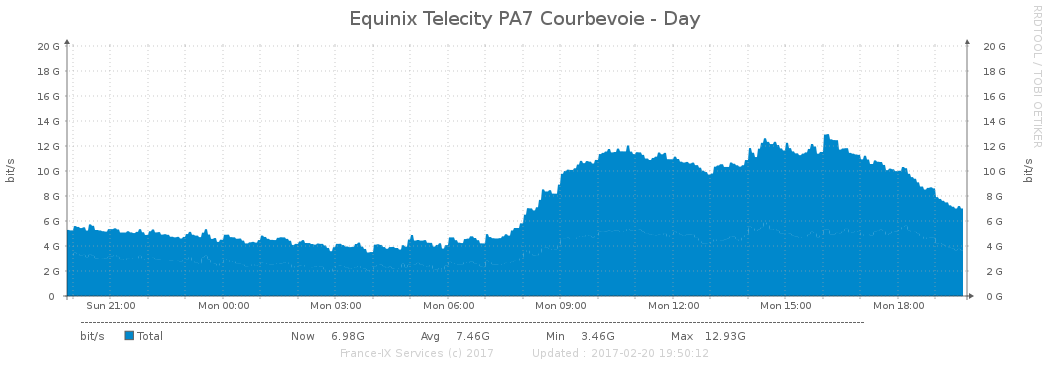 Equinix Telecity PA7 Courbevoie - Day
RRDTOOL / TOBI OETIKER
20 G 20 G
18 G 18 G
16 G 16 G
14 G 14 G
12 G 12 G
10 G 10 G
8 G 8 G
6 G 6 G
4 G 4 G
2 G 2 G
0 0 G
bit/s bit/s
Sun 21:00 Mon 00:00 Mon 03:00 Mon 06:00 Mon 09:00 Mon 12:00 Mon 15:00 Mon 18:00
bit/s Total Now 6.98G Avg 7.46G Min 3.46G Max 12.93G
France-IX Services (c) 2017 Updated : 2017-02-20 19:50:12